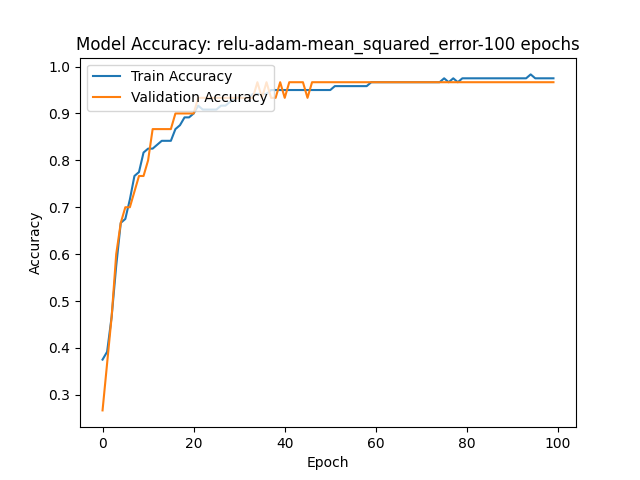 Model Accuracy: relu-adam-mean_squared_error-100 epochs
Train Accuracy
Validation Accuracy
1.0
0.9
0.8
0.7
0.6
0.5
0.4
0.3
Accuracy
0
20
40
60
80
100
Epoch